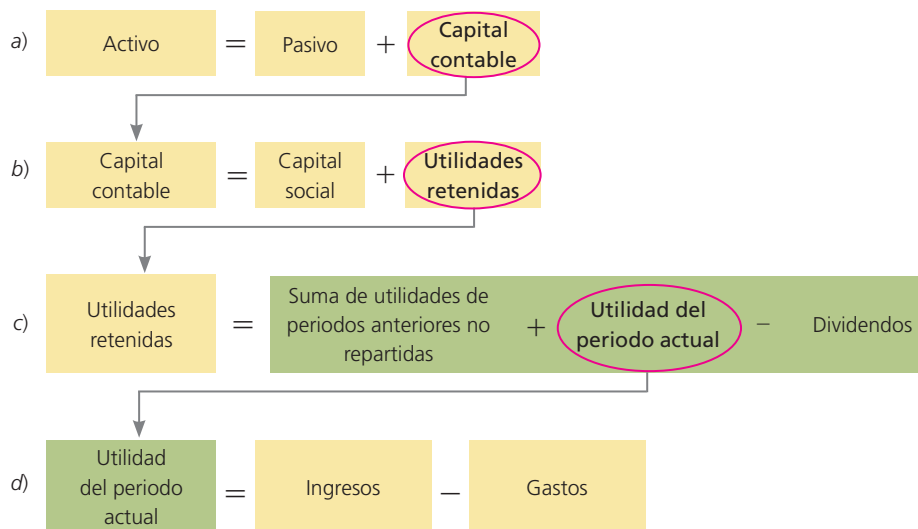 a) Activo = Pasivo + Capital
contable
b) Capital
contable = Capital
social + Utilidades
retenidas
c) Utilidades
retenidas = Suma de utilidades de
periodos anteriores no
repartidas + Utilidad del
periodo actual – Dividendos
d) Utilidad
del periodo
actual = Ingresos – Gastos